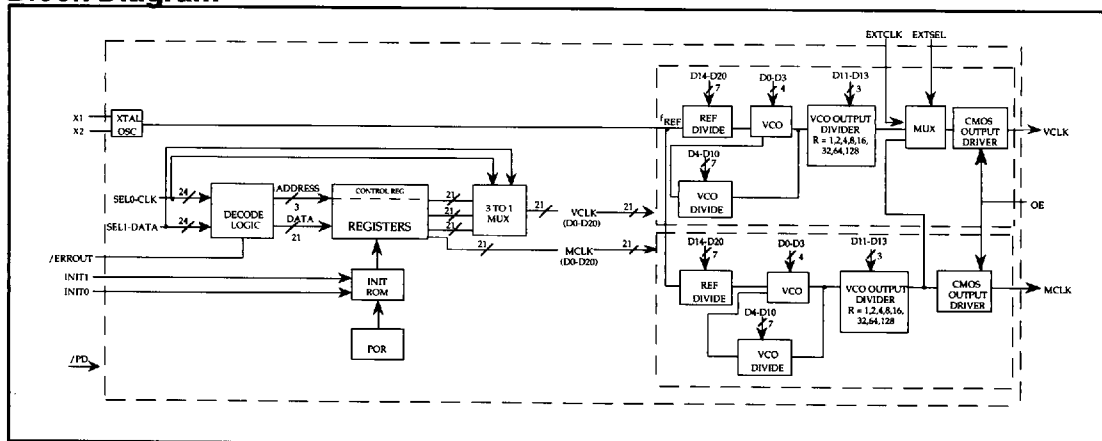 Block Diagram
EXTCLK EXTSEL
D14-D20
7
D0-D3
4
D11-D13
3
X1
X2
XTAL
OSC
fREF
REF
DIVIDE
VCO
VCO OUTPUT
DIVIDER
R = 1,2,4,8,16,
32,64,128
MUX
CMOS
OUTPUT
DRIVER
VCLK
D4-D10
7
VCO
DIVIDE
SEL0-CLK
24
SEL1-DATA
24
DECODE
LOGIC
ADDRESS
3
DATA
21
CONTROL REG
REGISTERS
21
21
21
3 TO 1
MUX
21
VCLK
(D0-D20)
21
21
MCLK
(D0-D20)
21
OE
/ERROUT
INIT1
INIT0
INIT
ROM
POR
/PD
D14-D20
7
D0-D3
4
D11-D13
3
REF
DIVIDE
VCO
VCO OUTPUT
DIVIDER
R = 1,2,4,8,16,
32,64,128
CMOS
OUTPUT
DRIVER
MCLK
D4-D10
7
VCO
DIVIDE